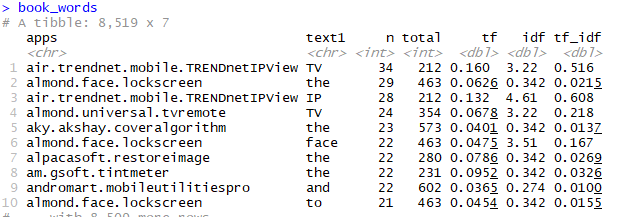 > book_words
# A tibble: 8,519 x 7
apps text1 n total tf idf tf_idf
<chr> <chr> <int> <int> <dbl> <dbl> <dbl>
1 air.trendnet.mobile.TRENDnetIPView TV 34 212 0.160 3.22 0.516
2 almond.face.lockscreen the 29 463 0.0626 0.342 0.0215
3 air.trendnet.mobile.TRENDnetIPView IP 28 212 0.132 4.61 0.608
4 almond.universal.tvremote TV 24 354 0.0678 3.22 0.218
5 aky.akshay.coveralgorithm the 23 573 0.0401 0.342 0.0137
6 almond.face.lockscreen face 22 463 0.0475 3.51 0.167
7 alpacasoft.restoreimage the 22 280 0.0786 0.342 0.0269
8 am.gsoft.tintmeter the 22 231 0.0952 0.342 0.0326
9 andromart.mobileutilitiespro and 22 602 0.0365 0.274 0.0100
10 almond.face.lockscreen to 21 463 0.0454 0.342 0.0155